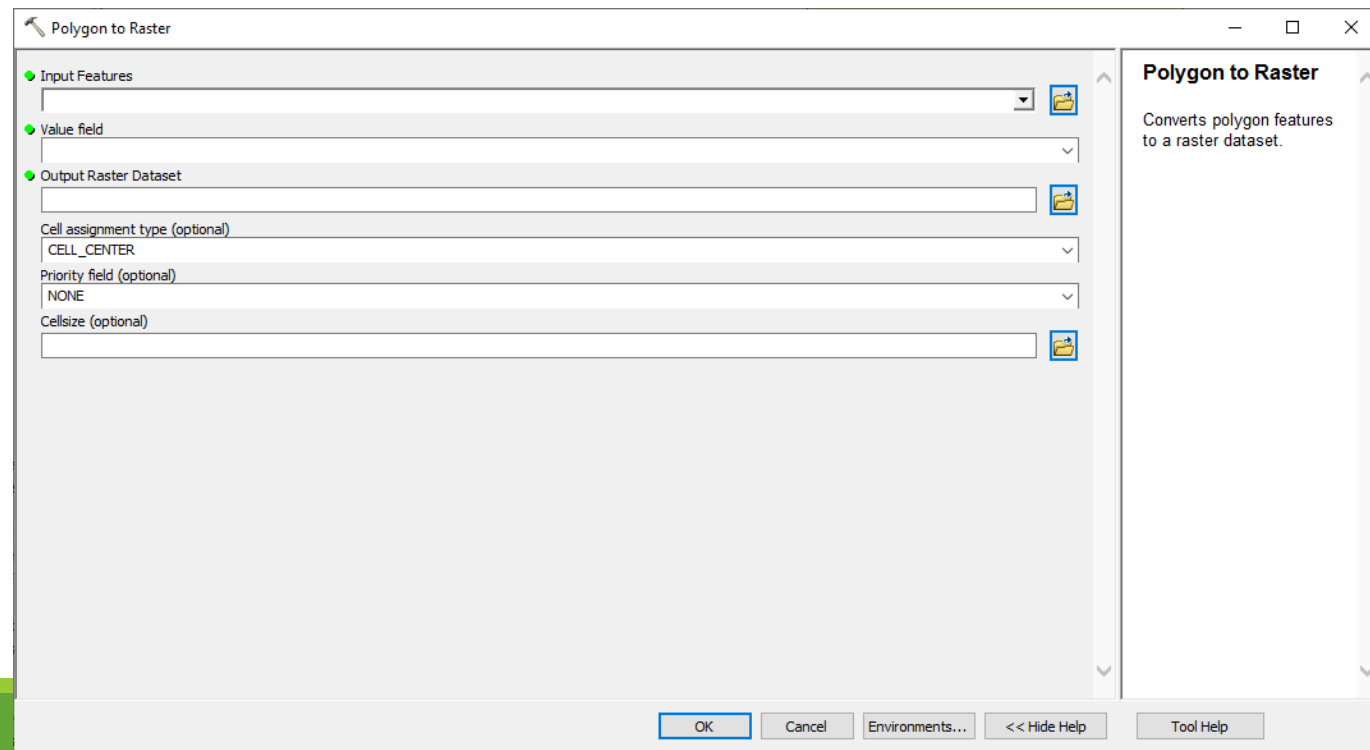 Polygon to Raster
Input Features
Value field
Output Raster Dataset
Cell assignment type (optional)
CELL_CENTER
Priority field (optional)
NONE
Cellsize (optional)
Polygon to Raster
Converts polygon features
to a raster dataset.
OK
Cancel
Environments...
<< Hide Help
Tool Help